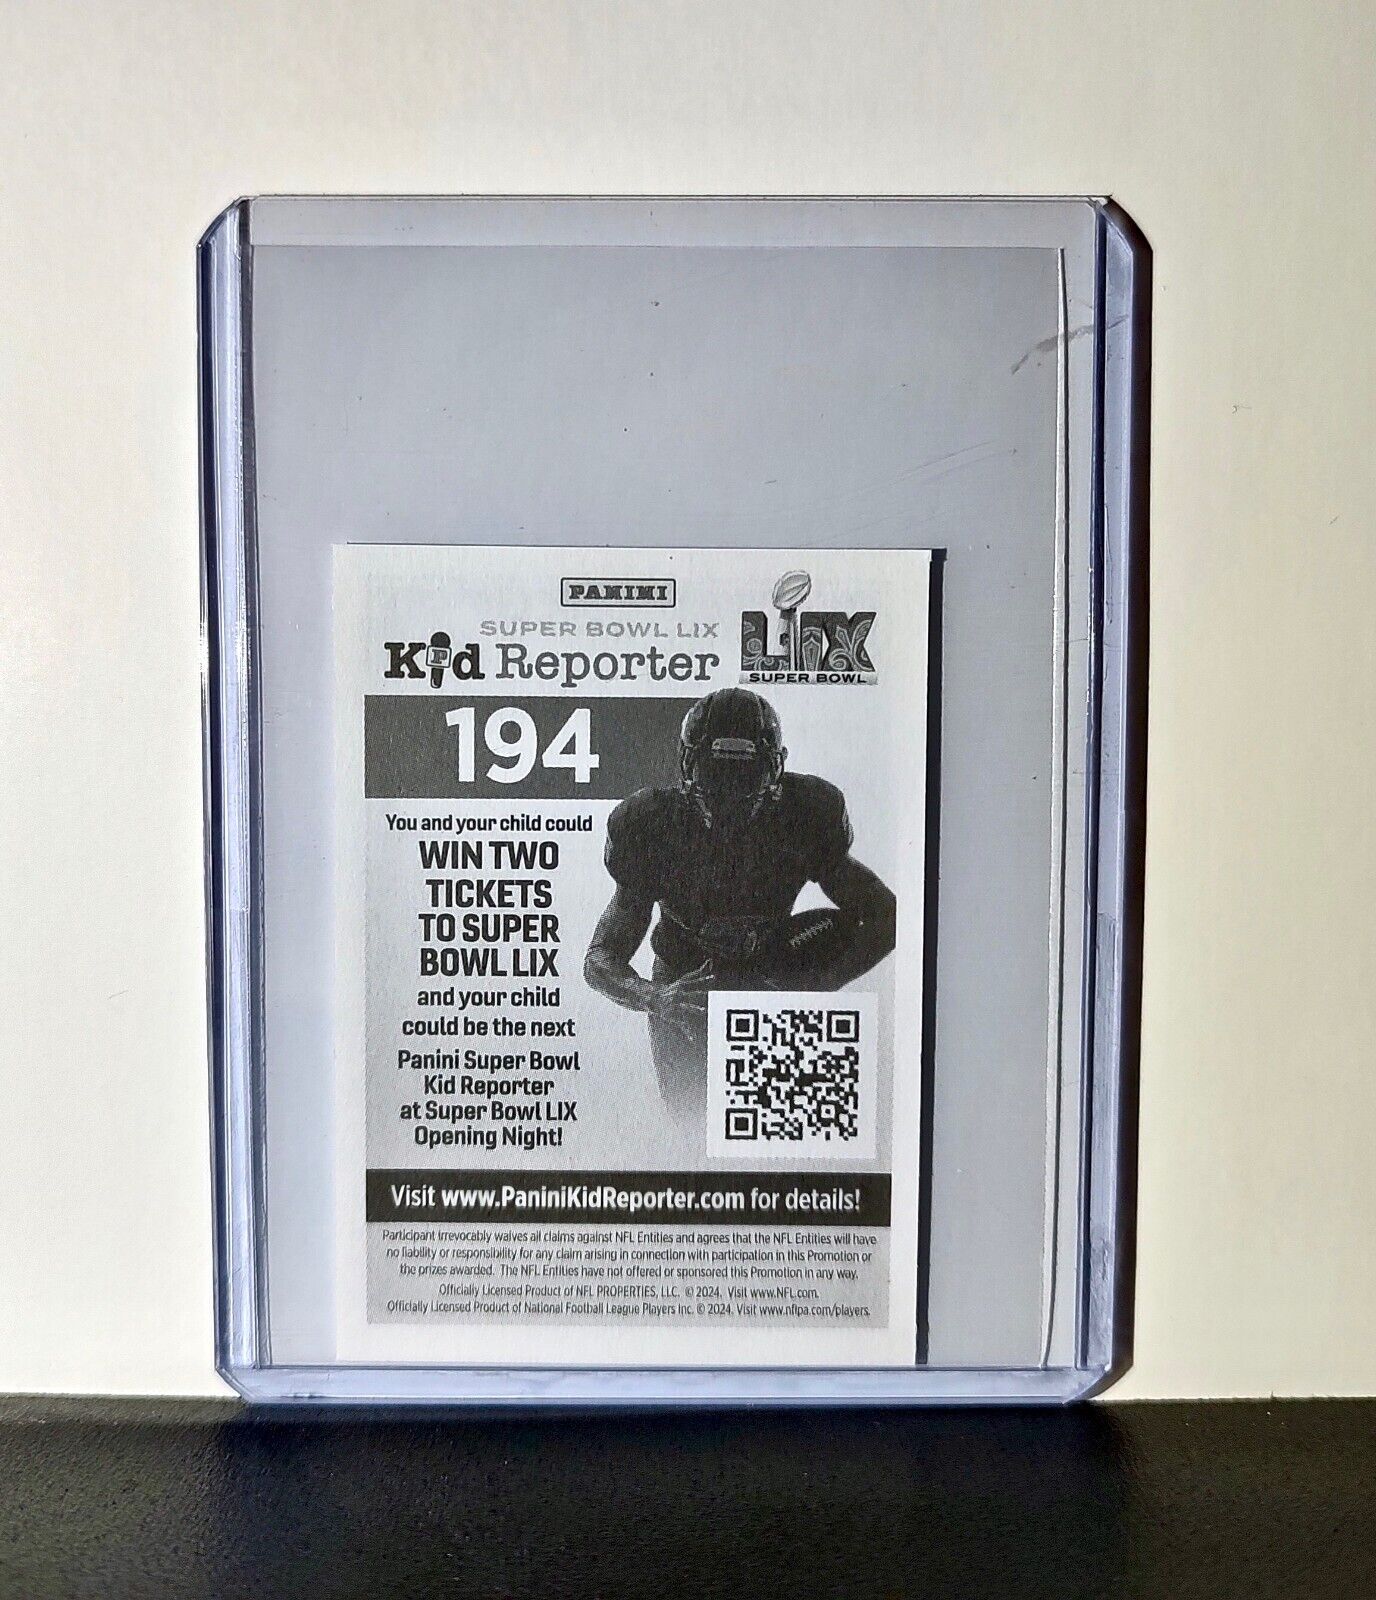 PANINI
SUPER BOWL LIX
Kid Reporter
LIX
SUPER BOWL
194
You and your child could
WIN TWO
TICKETS
TO SUPER
BOWL LIX
and your child
could be the next
Panini Super Bowl
Kid Reporter
at Super Bowl LIX
Opening Night!
Visit www.PaniniKidReporter.com for details!
Participant irrevocably waives all claims against NFL Entities and agrees that the NFL Entities will have
no liability or responsibility for any claim arising in connection with participation in this Promotion or
the prizes awarded. The NFL Entities have not offered or sponsored this Promotion in any way.
Officially Licensed Product of NFL PROPERTIES, LLC. © 2024. Visit www.NFL.com.
Officially Licensed Product of National Football League Players Inc. © 2024. Visit www.nflpa.com/players.